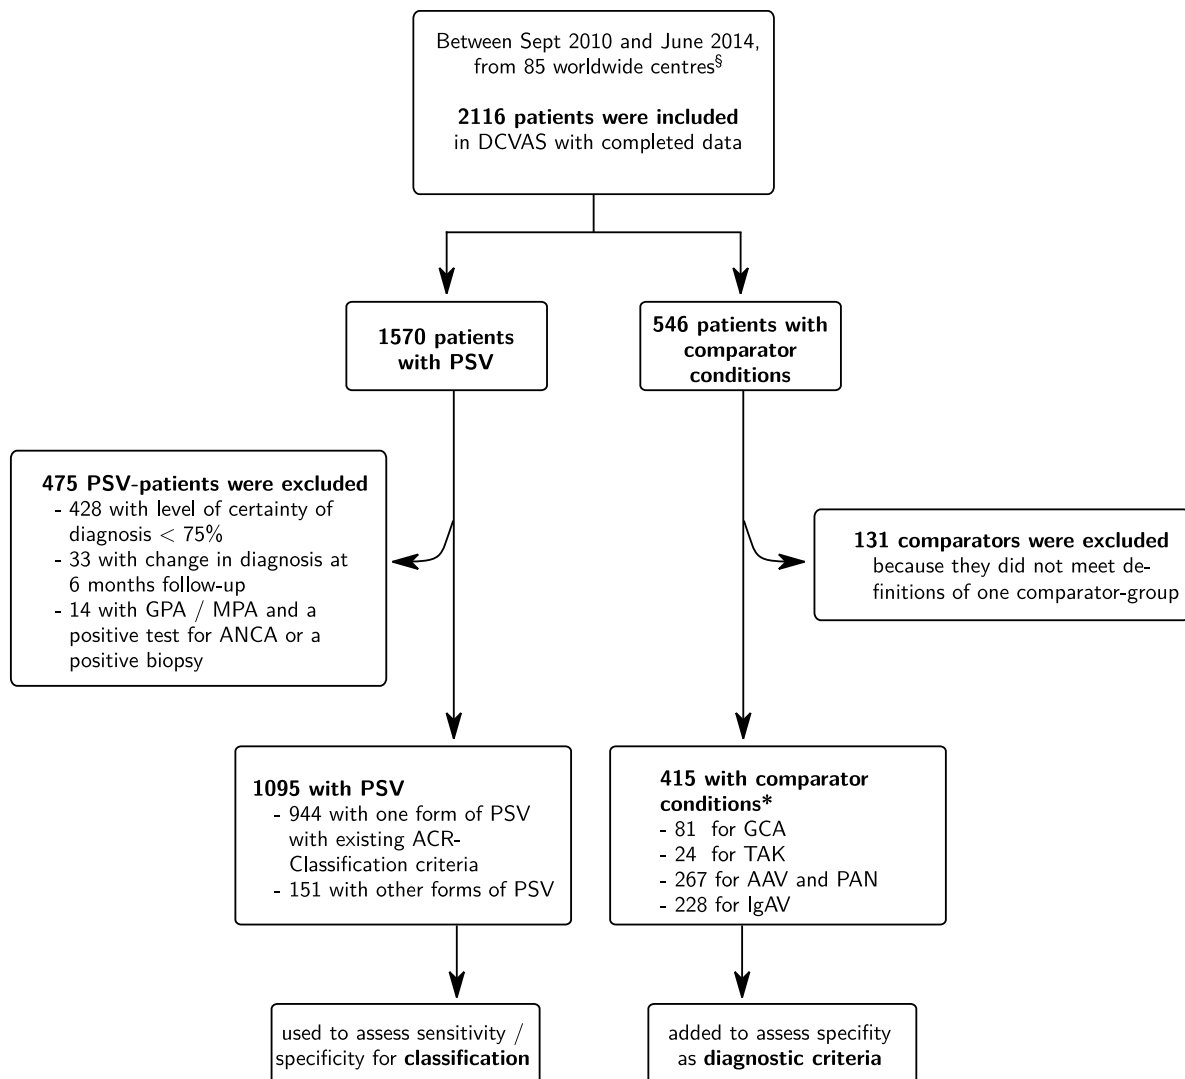 Between Sept 2010 and June 2014,
from 85 worldwide centres§
2116 patients were included
in DCVAS with completed data
1570 patients
with PSV
546 patients with
comparator
conditions
475 PSV-patients were excluded
- 428 with level of certainty of
diagnosis < 75%
- 33 with change in diagnosis at
6 months follow-up
- 14 with GPA / MPA and a
positive test for ANCA or a
positive biopsy
131 comparators were excluded
because they did not meet de-
finitions of one comparator-group
1095 with PSV
- 944 with one form of PSV
with existing ACR-
Classification criteria
- 151 with other forms of PSV
415 with comparator
conditions*
- 81 for GCA
- 24 for TAK
- 267 for AAV and PAN
- 228 for IgAV
used to assess sensitivity /
specificity for classification
added to assess specifity
as diagnostic criteria